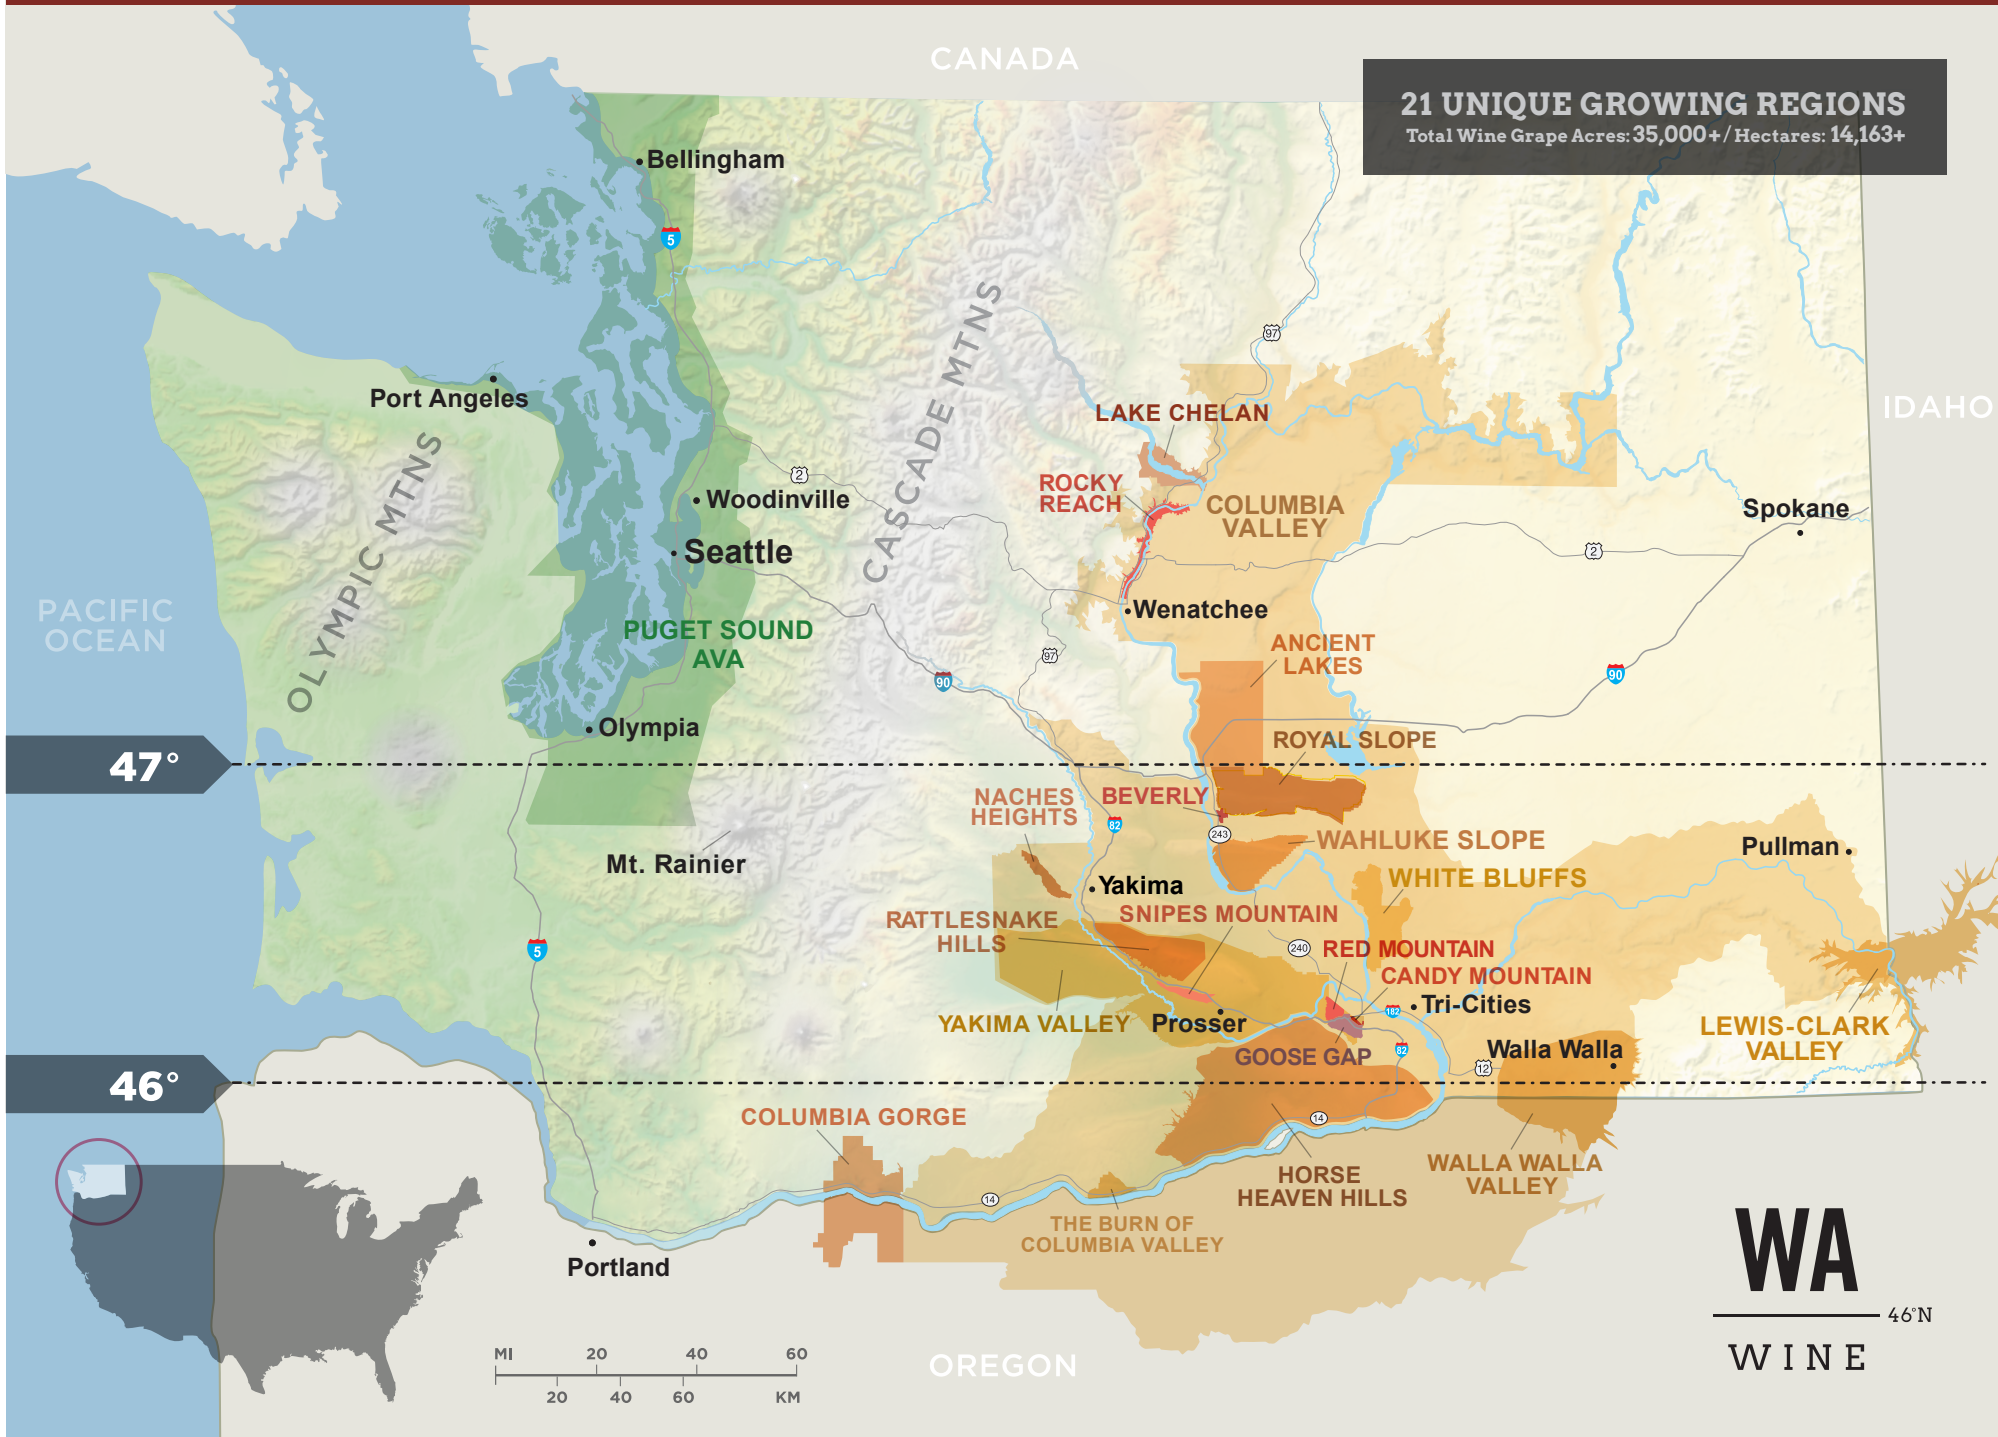 CANADA
21 UNIQUE GROWING REGIONS
Total Wine Grape Acres: 35,000+ / Hectares: 14,163+
Bellingham
5
CASCADE MTNS
97
Port Angeles
LAKE CHELAN
IDAHO
OLYMPIC MTNS
2
Woodinville
ROCKY
REACH
COLUMBIA
VALLEY
Spokane
Seattle
2
PACIFIC
OCEAN
Wenatchee
PUGET SOUND
AVA
ANCIENT
LAKES
97
90
90
Olympia
ROYAL SLOPE
47°
NACHES
HEIGHTS
BEVERLY
82
243
WAHLUKE SLOPE
Pullman
Mt. Rainier
Yakima
WHITE BLUFFS
RATTLESNAKE
HILLS
SNIPES MOUNTAIN
5
240
RED MOUNTAIN
CANDY MOUNTAIN
Tri-Cities
182
YAKIMA VALLEY
Prosser
LEWIS-CLARK
VALLEY
GOOSE GAP
82
Walla Walla
12
46°
COLUMBIA GORGE
14
HORSE
HEAVEN HILLS
WALLA WALLA
VALLEY
14
THE BURN OF
COLUMBIA VALLEY
Portland
WA
46°N
WINE
MI 20 40 60
20 40 60 KM
OREGON